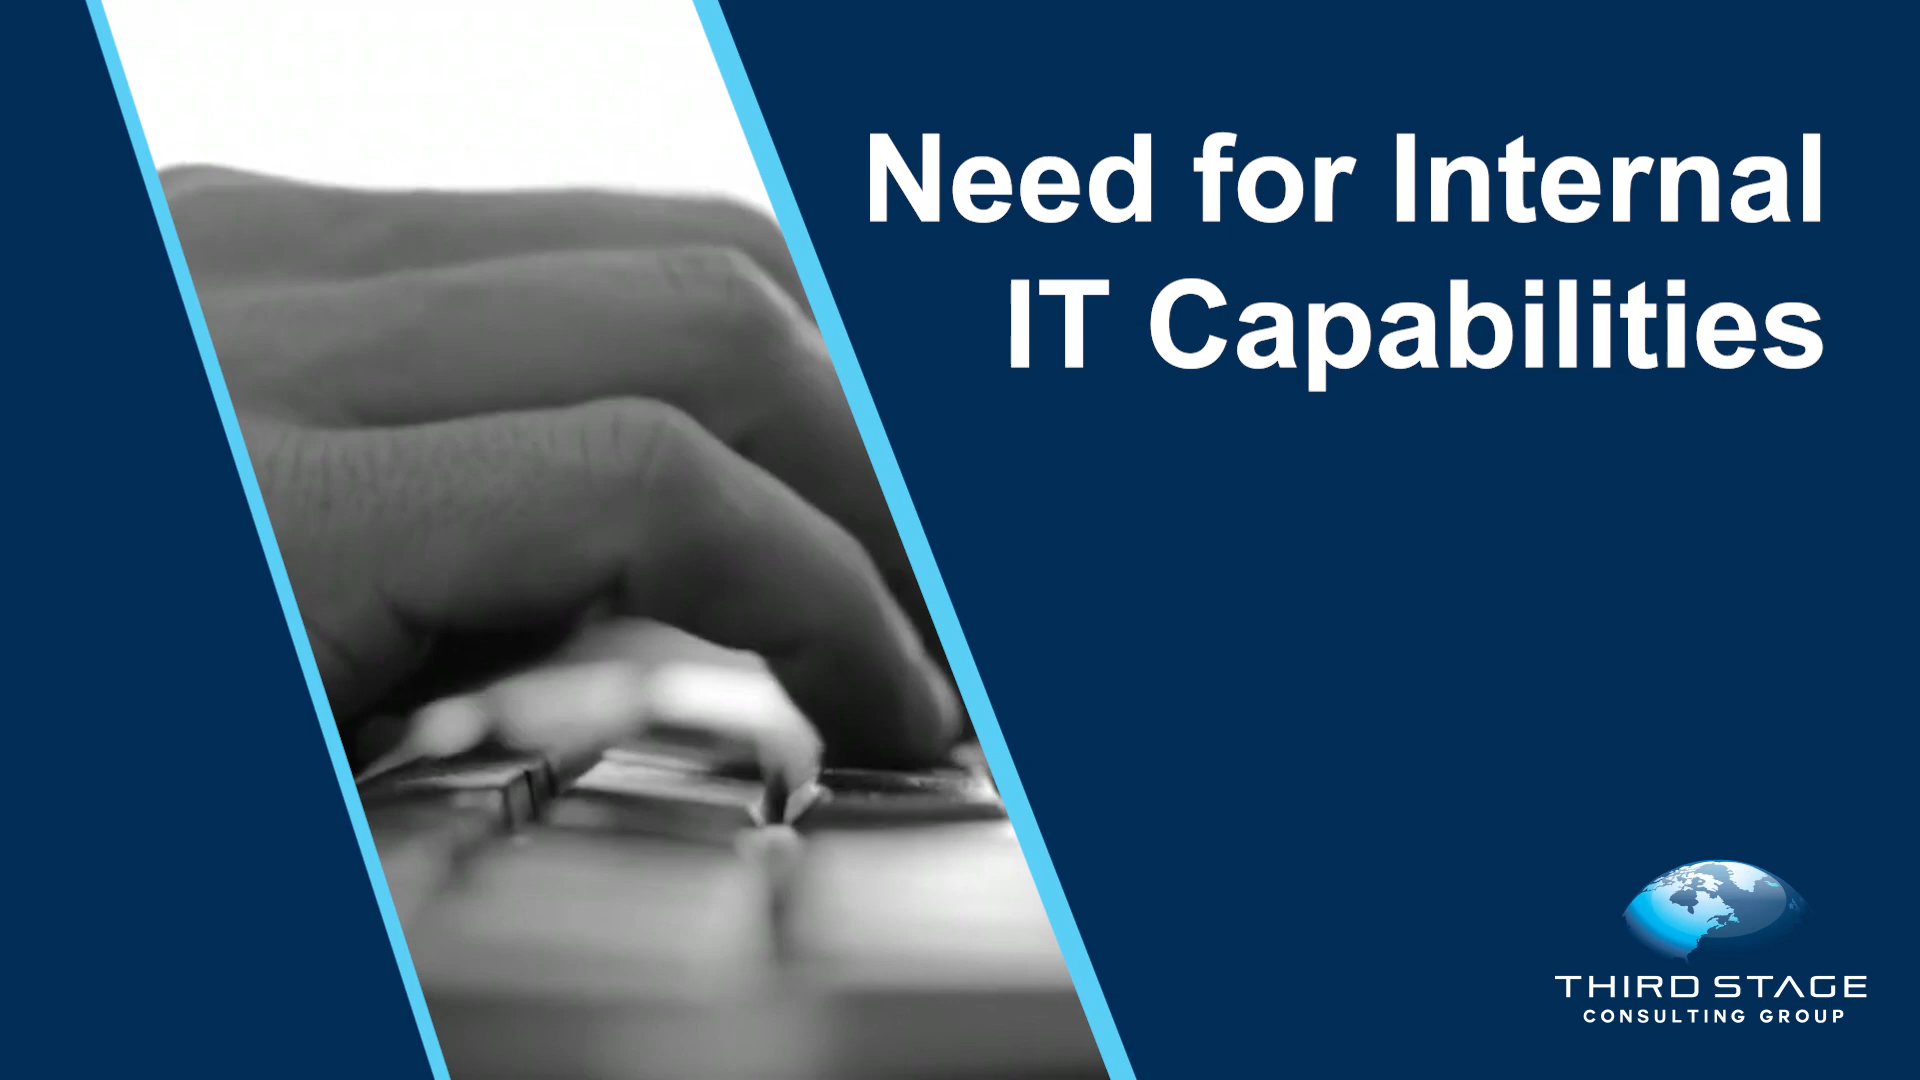 Need for Internal
IT Capabilities
THIRD STAGE
CONSULTING GROUP